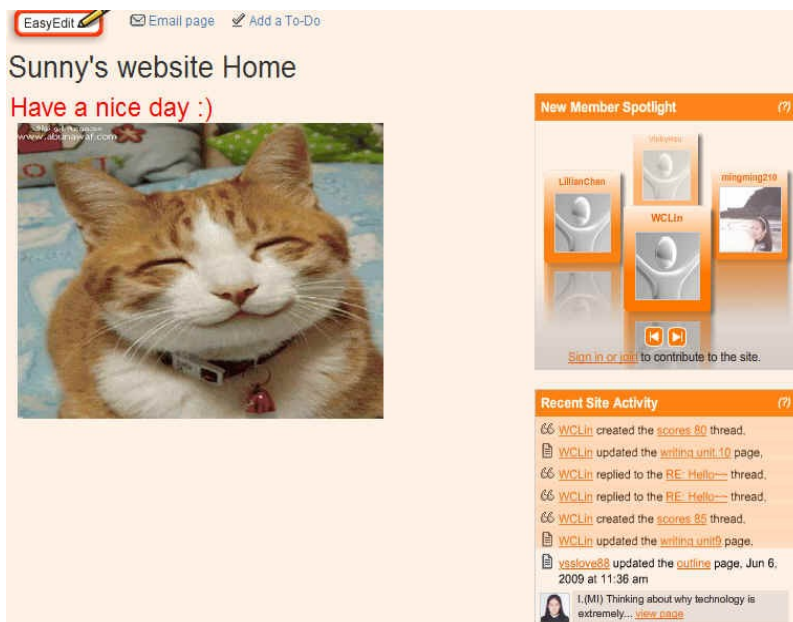 EasyEdit
Email page
Add a To-Do
Sunny's website Home
Have a nice day :)
www.abunawaf.com
New Member Spotlight (?)
LillianChen
mingming210
WCLin
Sign in or join to contribute to the site.
Recent Site Activity (?)
WCLin created the scores 80 thread.
WCLin updated the writing unit 10 page.
WCLin replied to the RE: Hello~~ thread.
WCLin replied to the RE: Hello~~ thread.
WCLin created the scores 85 thread.
WCLin updated the writing unit9 page.
ysslove88 updated the outline page, Jun 6,
2009 at 11:36 am
I.(MI) Thinking about why technology is
extremely... view page